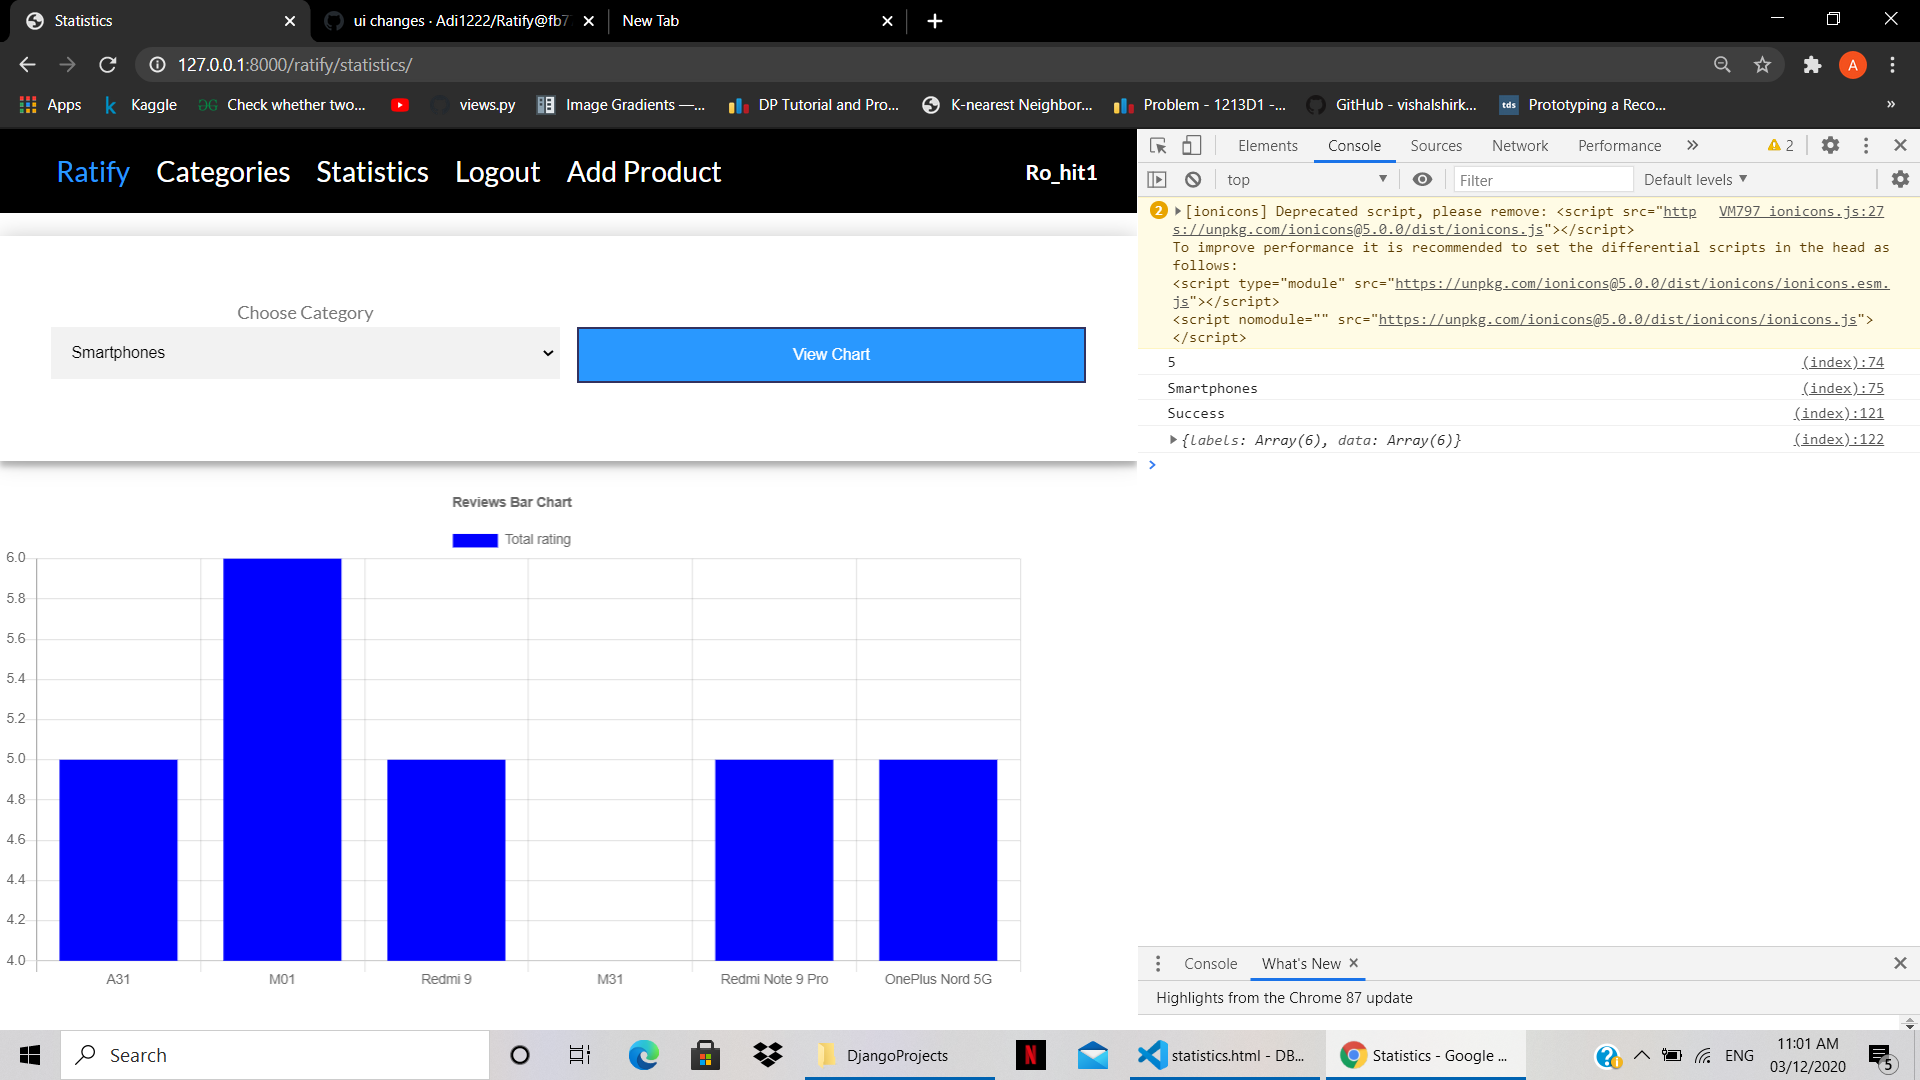 Statistics
ui changes · Adi1222/Ratify@fb7
New Tab
127.0.0.1:8000/ratify/statistics/
A
Apps
Kaggle
Check whether two...
views.py
Image Gradients —...
DP Tutorial and Pro...
K-nearest Neighbor...
Problem - 1213D1 -...
GitHub - vishalshirk...
tds
Prototyping a Reco...
»
Ratify
Categories
Statistics
Logout
Add Product
Ro_hit1
Choose Category
Smartphones
View Chart
Reviews Bar Chart
Total rating
6.0
5.8
5.6
5.4
5.2
5.0
4.8
4.6
4.4
4.2
4.0
A31
M01
Redmi 9
M31
Redmi Note 9 Pro
OnePlus Nord 5G
Elements
Console
Sources
Network
Performance
»
2
top
Filter
Default levels
2
[ionicons] Deprecated script, please remove: <script src="http
VM797 ionicons.js:27
s://unpkg.com/ionicons@5.0.0/dist/ionicons.js"></script>
To improve performance it is recommended to set the differential scripts in the head as
follows:
<script type="module" src="https://unpkg.com/ionicons@5.0.0/dist/ionicons/ionicons.esm.
js"></script>
<script nomodule="" src="https://unpkg.com/ionicons@5.0.0/dist/ionicons/ionicons.js">
</script>
5
(index):74
Smartphones
(index):75
Success
(index):121
{labels: Array(6), data: Array(6)}
(index):122
Console
What's New
Highlights from the Chrome 87 update
Search
DjangoProjects
N
statistics.html - DB...
Statistics - Google ...
ENG
11:01 AM
03/12/2020
5